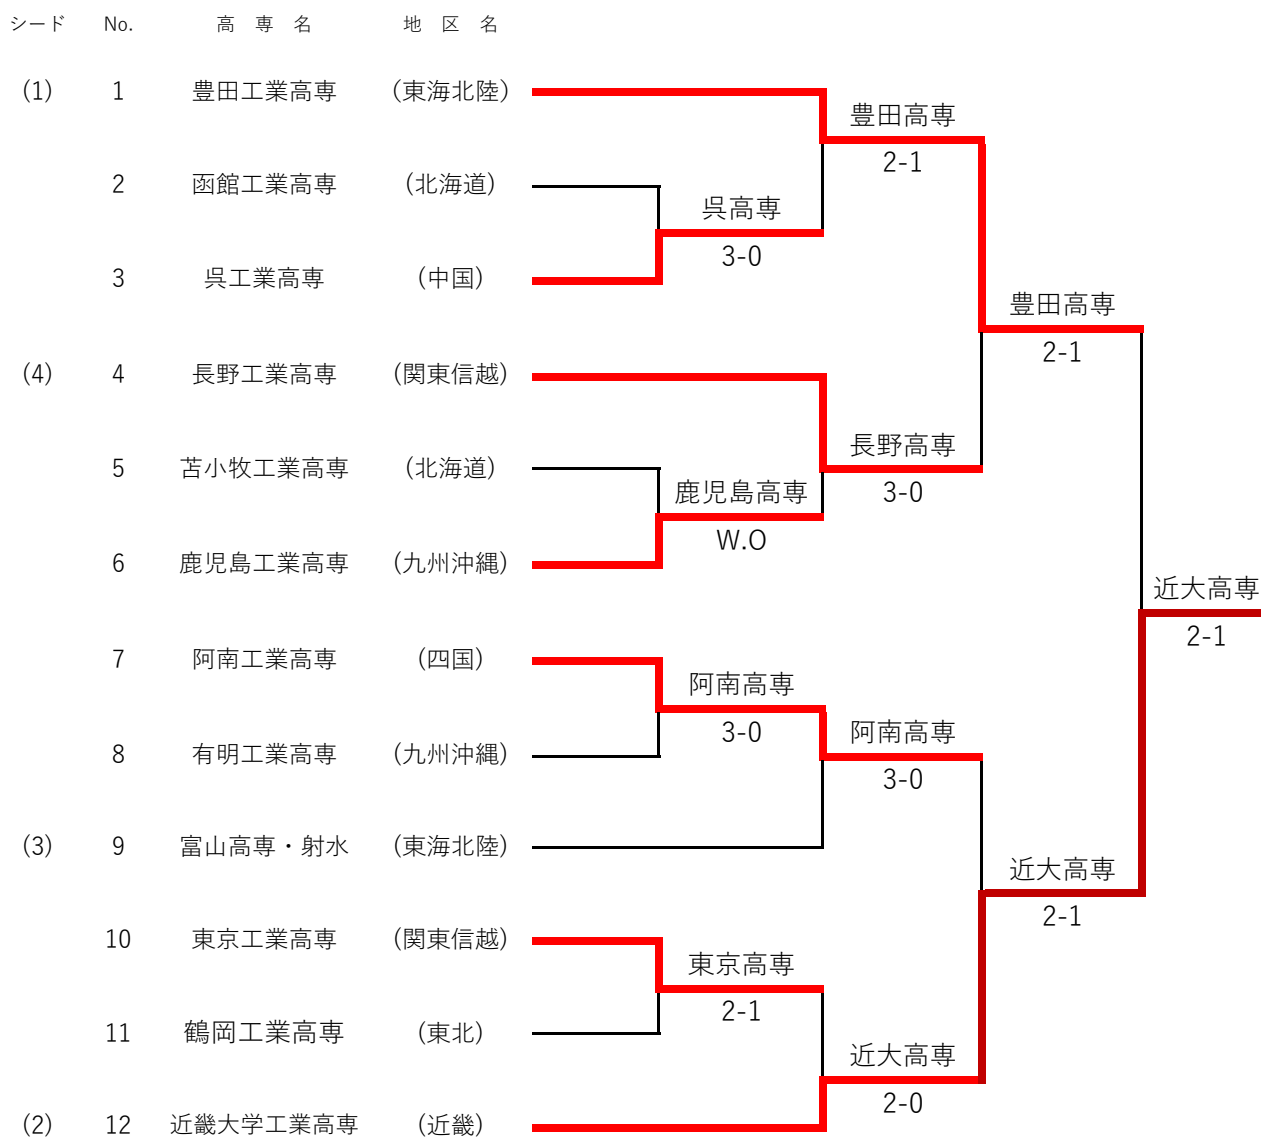 シード No. 高 専 名 地 区 名
(1) 1 豊田工業高専 (東海北陸)
豊田高専
2-1
2 函館工業高専 (北海道)
呉高専
3-0
3 呉工業高専 (中国)
豊田高専
2-1
(4) 4 長野工業高専 (関東信越)
長野高専
3-0
5 苫小牧工業高専 (北海道)
鹿児島高専
W.O
6 鹿児島工業高専 (九州沖縄)
近大高専
2-1
7 阿南工業高専 (四国)
阿南高専
3-0
阿南高専
3-0
8 有明工業高専 (九州沖縄)
(3) 9 富山高専・射水 (東海北陸)
近大高専
2-1
10 東京工業高専 (関東信越)
東京高専
2-1
11 鶴岡工業高専 (東北)
近大高専
2-0
(2) 12 近畿大学工業高専 (近畿)